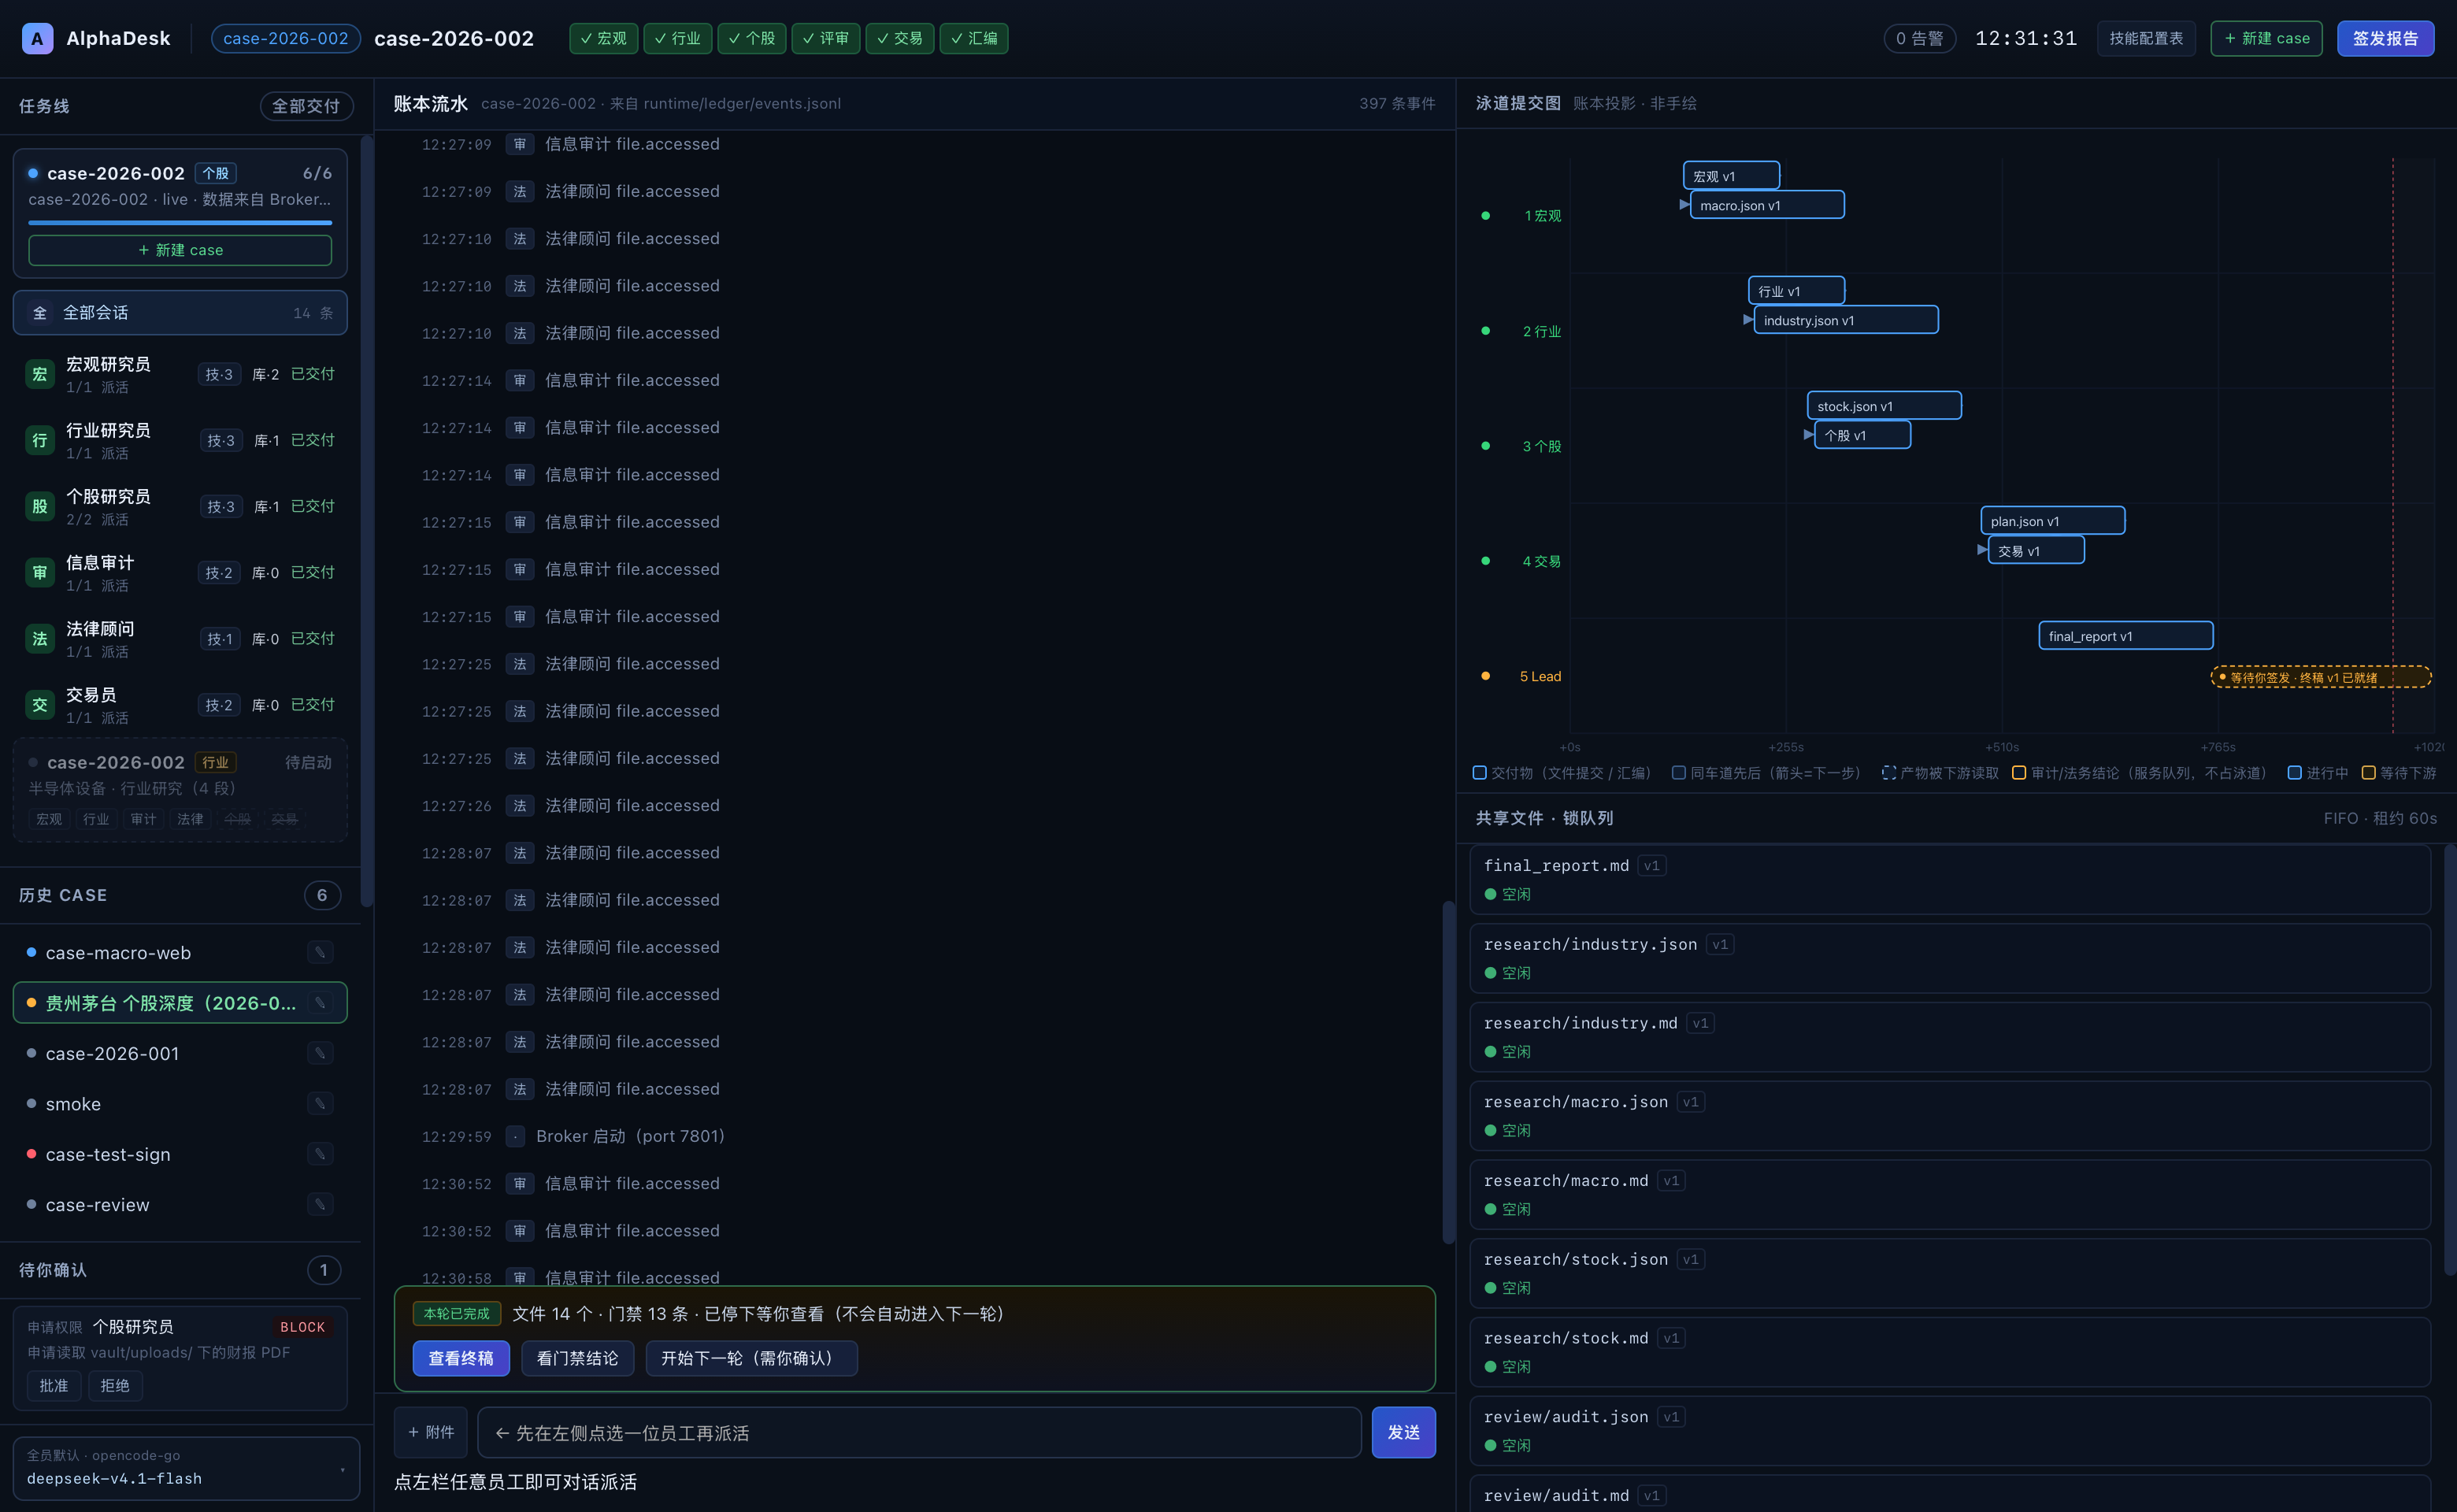 A AlphaDesk case-2026-002 case-2026-002 ✓ 宏观 ✓ 行业 ✓ 个股 ✓ 评审 ✓ 交易 ✓ 汇编 0 告警 12:31:31 技能配置表 + 新建 case 签发报告
任务线 全部交付
case-2026-002 个股 6/6
case-2026-002 · live · 数据来自 Broker...
+ 新建 case
全 全部会话 14 条
宏 宏观研究员 技·3 库·2 已交付
1/1 派活
行 行业研究员 技·3 库·1 已交付
1/1 派活
股 个股研究员 技·3 库·1 已交付
2/2 派活
审 信息审计 技·2 库·0 已交付
1/1 派活
法 法律顾问 技·1 库·0 已交付
1/1 派活
交 交易员 技·2 库·0 已交付
1/1 派活
case-2026-002 行业 待启动
半导体设备 · 行业研究（4 段）
宏观 行业 审计 法律 个股 交易
历史 CASE 6
case-macro-web
贵州茅台 个股深度（2026-0...
case-2026-001
smoke
case-test-sign
case-review
待你确认 1
申请权限 个股研究员 BLOCK
申请读取 vault/uploads/ 下的财报 PDF
批准 拒绝
全员默认 · opencode-go
deepseek-v4.1-flash
账本流水 case-2026-002 · 来自 runtime/ledger/events.jsonl 397 条事件
12:27:09 审 信息审计 file.accessed
12:27:09 法 法律顾问 file.accessed
12:27:10 法 法律顾问 file.accessed
12:27:10 法 法律顾问 file.accessed
12:27:10 法 法律顾问 file.accessed
12:27:14 审 信息审计 file.accessed
12:27:14 审 信息审计 file.accessed
12:27:14 审 信息审计 file.accessed
12:27:15 审 信息审计 file.accessed
12:27:15 审 信息审计 file.accessed
12:27:15 审 信息审计 file.accessed
12:27:25 法 法律顾问 file.accessed
12:27:25 法 法律顾问 file.accessed
12:27:25 法 法律顾问 file.accessed
12:27:26 法 法律顾问 file.accessed
12:28:07 法 法律顾问 file.accessed
12:28:07 法 法律顾问 file.accessed
12:28:07 法 法律顾问 file.accessed
12:28:07 法 法律顾问 file.accessed
12:28:07 法 法律顾问 file.accessed
12:28:07 法 法律顾问 file.accessed
12:29:59 · Broker 启动（port 7801）
12:30:52 审 信息审计 file.accessed
12:30:52 审 信息审计 file.accessed
12:30:58 审 信息审计 file.accessed
本轮已完成 文件 14 个 · 门禁 13 条 · 已停下等你查看（不会自动进入下一轮）
查看终稿 看门禁结论 开始下一轮（需你确认）
+ 附件 ← 先在左侧点选一位员工再派活 发送
点左栏任意员工即可对话派活
泳道提交图 账本投影 · 非手绘
宏观 v1
macro.json v1
1 宏观
行业 v1
industry.json v1
2 行业
stock.json v1
个股 v1
3 个股
plan.json v1
交易 v1
4 交易
final_report v1
5 Lead 等待你签发 · 终稿 v1 已就绪
+0s +255s +510s +765s +102
交付物（文件提交 / 汇编） 同车道先后（箭头=下一步） 产物被下游读取 审计/法务结论（服务队列，不占泳道） 进行中 等待下游
共享文件 · 锁队列 FIFO · 租约 60s
final_report.md v1
空闲
research/industry.json v1
空闲
research/industry.md v1
空闲
research/macro.json v1
空闲
research/macro.md v1
空闲
research/stock.json v1
空闲
research/stock.md v1
空闲
review/audit.json v1
空闲
review/audit.md v1